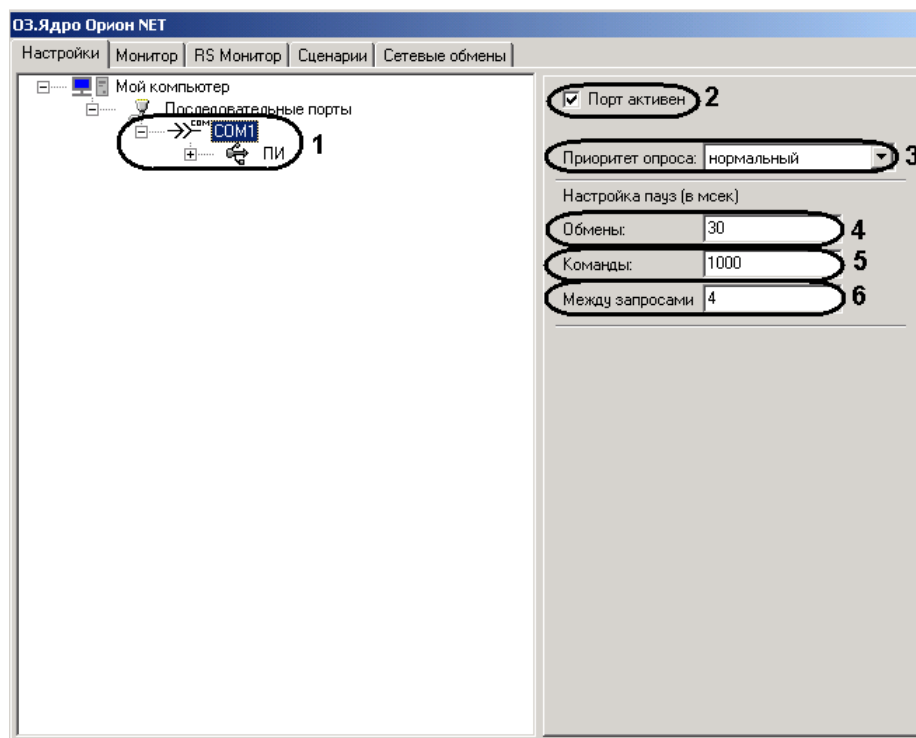 ОЗ.Ядро Орион NET
Настройки Монитор RS Монитор Сценарии Сетевые обмены
Мой компьютер
Последовательные порты
COM
COM1
ПИ
1
Порт активен 2
Приоритет опроса: нормальный 3
Настройка пауз (в мсек)
Обмены: 30 4
Команды: 1000 5
Между запросами 4 6